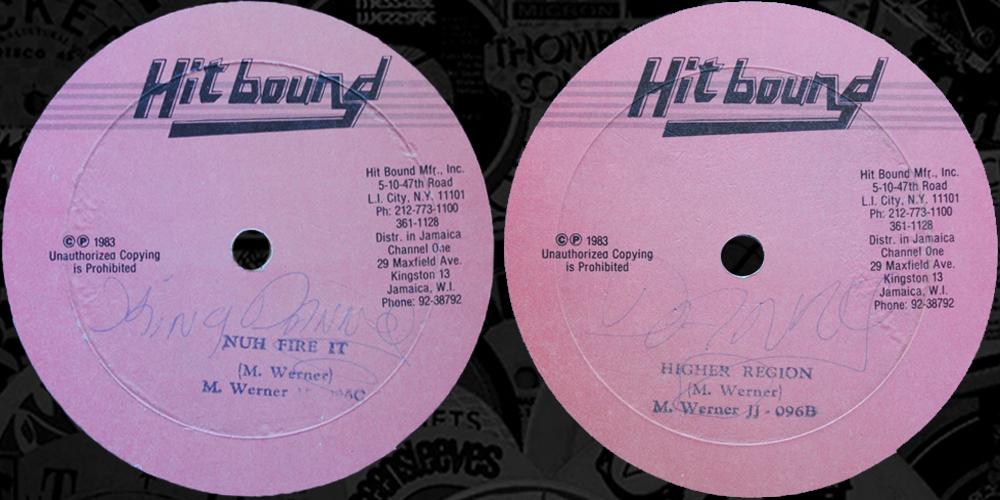 Hit bound
Hit Bound Mfr., Inc.
5-10-47th Road
L.I. City, N.Y. 11101
Ph: 212-773-1100
361-1128
Distr. in Jamaica
Channel One
29 Maxfield Ave.
Kingston 13
Jamaica, W.I.
Phone: 92-38792
© ℗ 1983
Unauthorized Copying
is Prohibited
NUH FIRE IT
(M. Werner)
M. Werner
Hit bound
Hit Bound Mfr., Inc.
5-10-47th Road
L.I. City, N.Y. 11101
Ph: 212-773-1100
361-1128
Distr. in Jamaica
Channel One
29 Maxfield Ave.
Kingston 13
Jamaica, W.I.
Phone: 92-38792
© ℗ 1983
Unauthorized Copying
is Prohibited
HIGHER REGION
(M. Werner)
M. Werner JJ - 096B